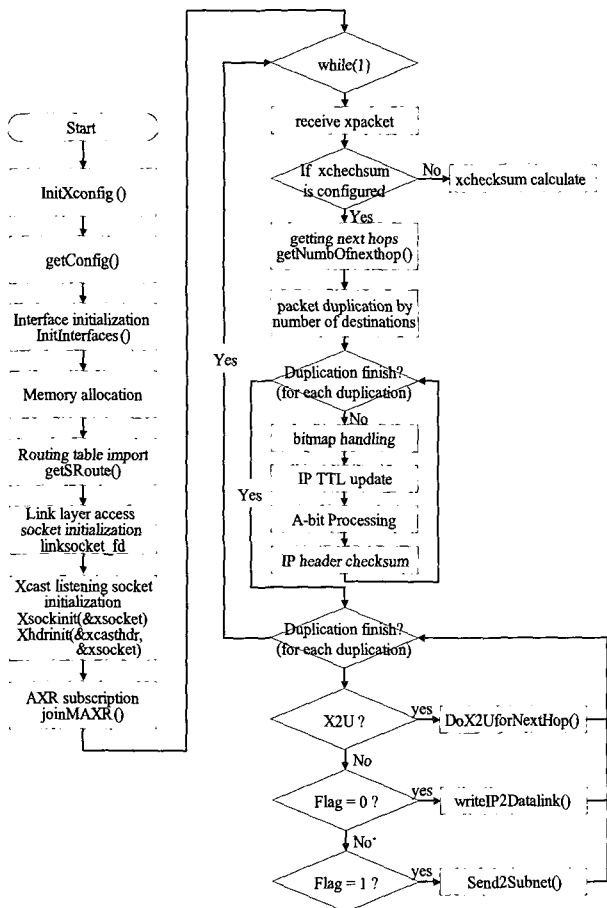 Start
InitXconfig ()
getConfig()
Interface initialization
InitInterfaces ()
Memory allocation
Routing table import
getSRoute()
Link layer access
socket initialization
linksocket_fd
Xcast listening socket
initialization
Xsockinit(&xsocket)
Xhdrinit(&xcasthdr,
&xsocket)
AXR subscription
joinMAXR()
while(1)
receive xpacket
If xchechsum
is configured
No
xchecksum calculate
Yes
getting next hops
getNumbOfnexthop()
packet duplication by
number of destinations
Yes
Duplication finish?
(for each duplication)
No
bitmap handling
Yes
IP TTL update
A-bit Processing
IP header checksum
Duplication finish?
(for each duplication)
X2U ?
yes
DoX2UforNextHop()
No
Flag = 0 ?
yes
writeIP2Datalink()
No
Flag = 1 ?
yes
Send2Subnet()